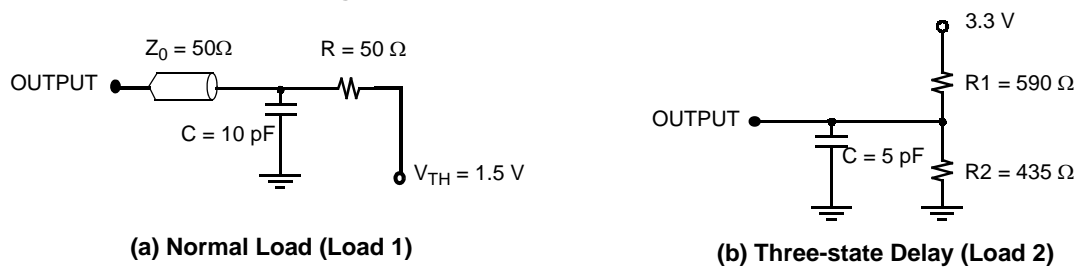 Z0 = 50Ω
R = 50 Ω
OUTPUT
C = 10 pF
VTH = 1.5 V
(a) Normal Load (Load 1)
3.3 V
R1 = 590 Ω
OUTPUT
C = 5 pF
R2 = 435 Ω
(b) Three-state Delay (Load 2)